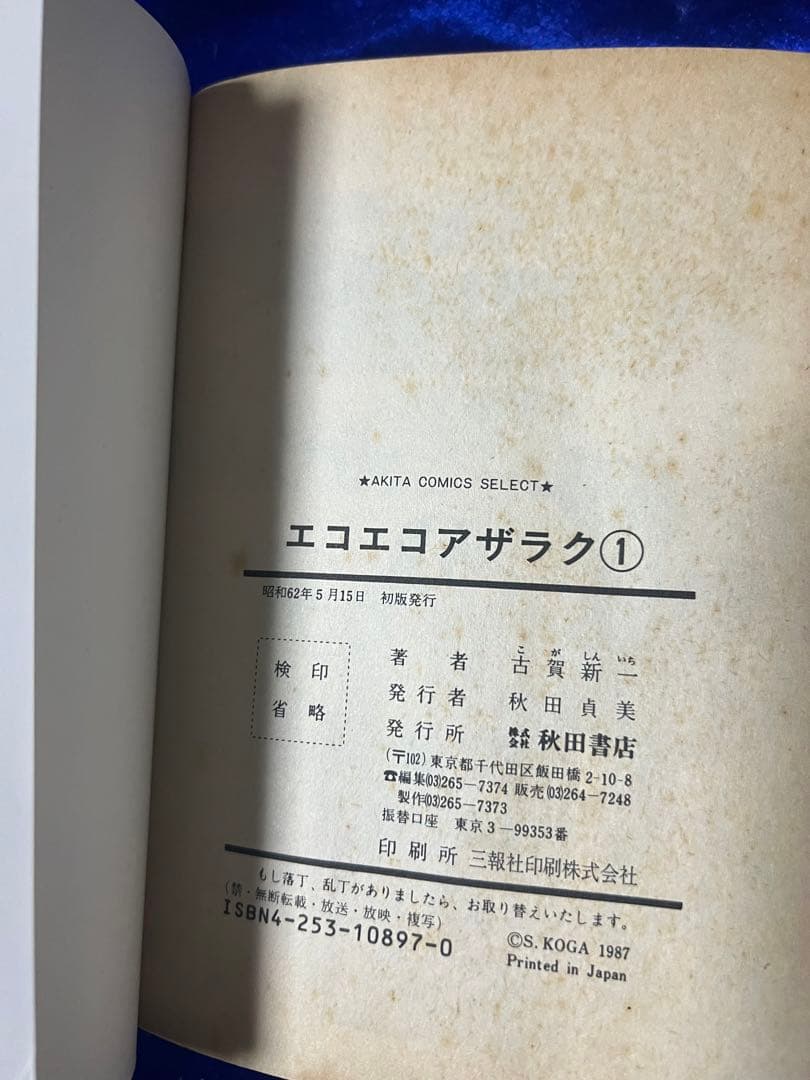 ★AKITA COMICS SELECT★
エコエコアザラク①
昭和62年5月15日　初版発行
検印
省略
著者　古賀新一
こがしんいち
発行者　秋田貞美
発行所　株式会社秋田書店
(〒102)東京都千代田区飯田橋2-10-8
☎編集(03)265―7374 販売(03)264―7248
製作(03)265―7373
振替口座　東京3―99353番
印刷所　三報社印刷株式会社
もし落丁、乱丁がありましたら、お取り替えいたします。
(禁・無断転載・放送・放映・複写)
ISBN4-253-10897-0
©S. KOGA 1987
Printed in Japan